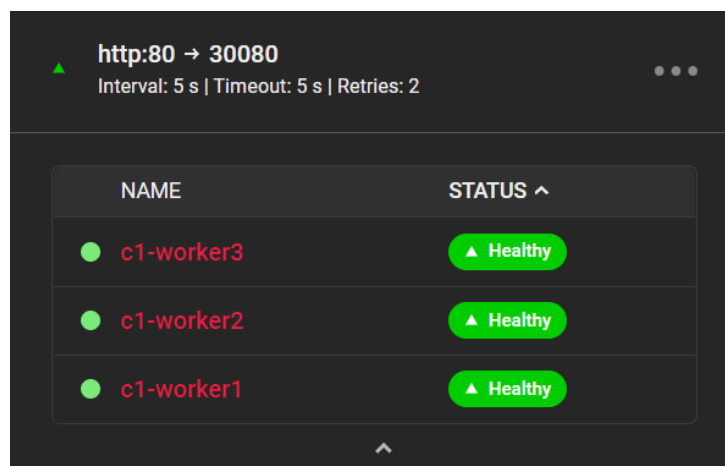 http:80 → 30080
Interval: 5 s | Timeout: 5 s | Retries: 2
NAME STATUS
c1-worker3 Healthy
c1-worker2 Healthy
c1-worker1 Healthy